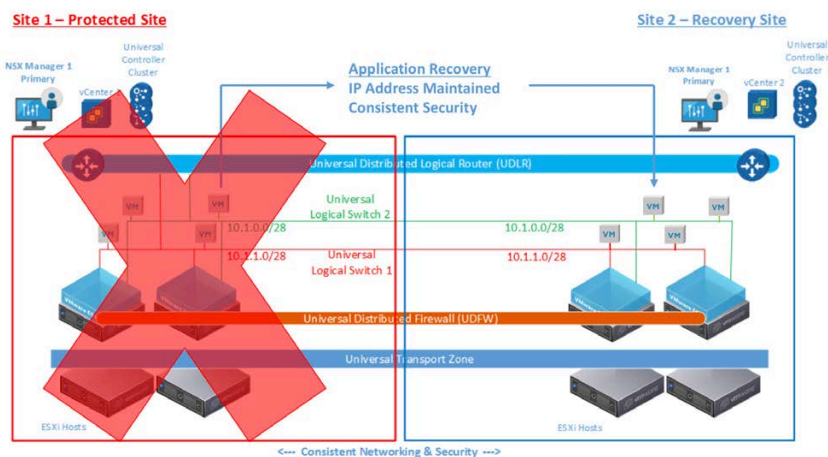 Site 1 – Protected Site
Site 2 – Recovery Site
NSX Manager 1
Primary
vCenter
Universal
Controller
Cluster
Application Recovery
IP Address Maintained
Consistent Security
NSX Manager 1
Primary
vCenter 2
Universal
Controller
Cluster
Universal Distributed Logical Router (UDLR)
VM
VM
VM
VM
Universal
Logical Switch 2
10.1.0.0/28
10.1.0.0/28
VM
VM
VM
VM
10.1.1.0/28
Universal
Logical Switch 1
10.1.1.0/28
Universal Distributed Firewall (UDFW)
Universal Transport Zone
ESXi Hosts
ESXi Hosts
<--- Consistent Networking & Security --->